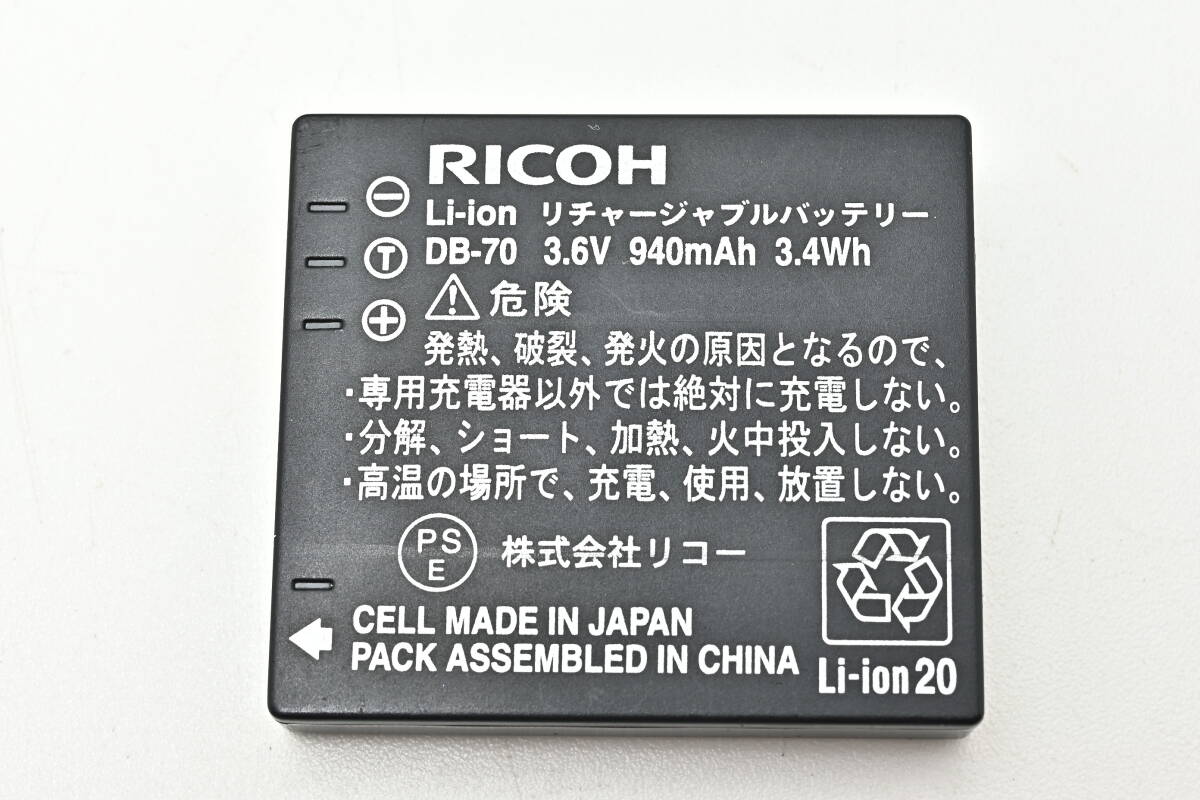 RICOH
Li-ion リチャージャブルバッテリー
DB-70 3.6V 940mAh 3.4Wh
危険
発熱、破裂、発火の原因となるので、
・専用充電器以外では絶対に充電しない。
・分解、ショート、加熱、火中投入しない。
・高温の場所で、充電、使用、放置しない。
PS
E
株式会社リコー
CELL MADE IN JAPAN
PACK ASSEMBLED IN CHINA
Li-ion 20
T